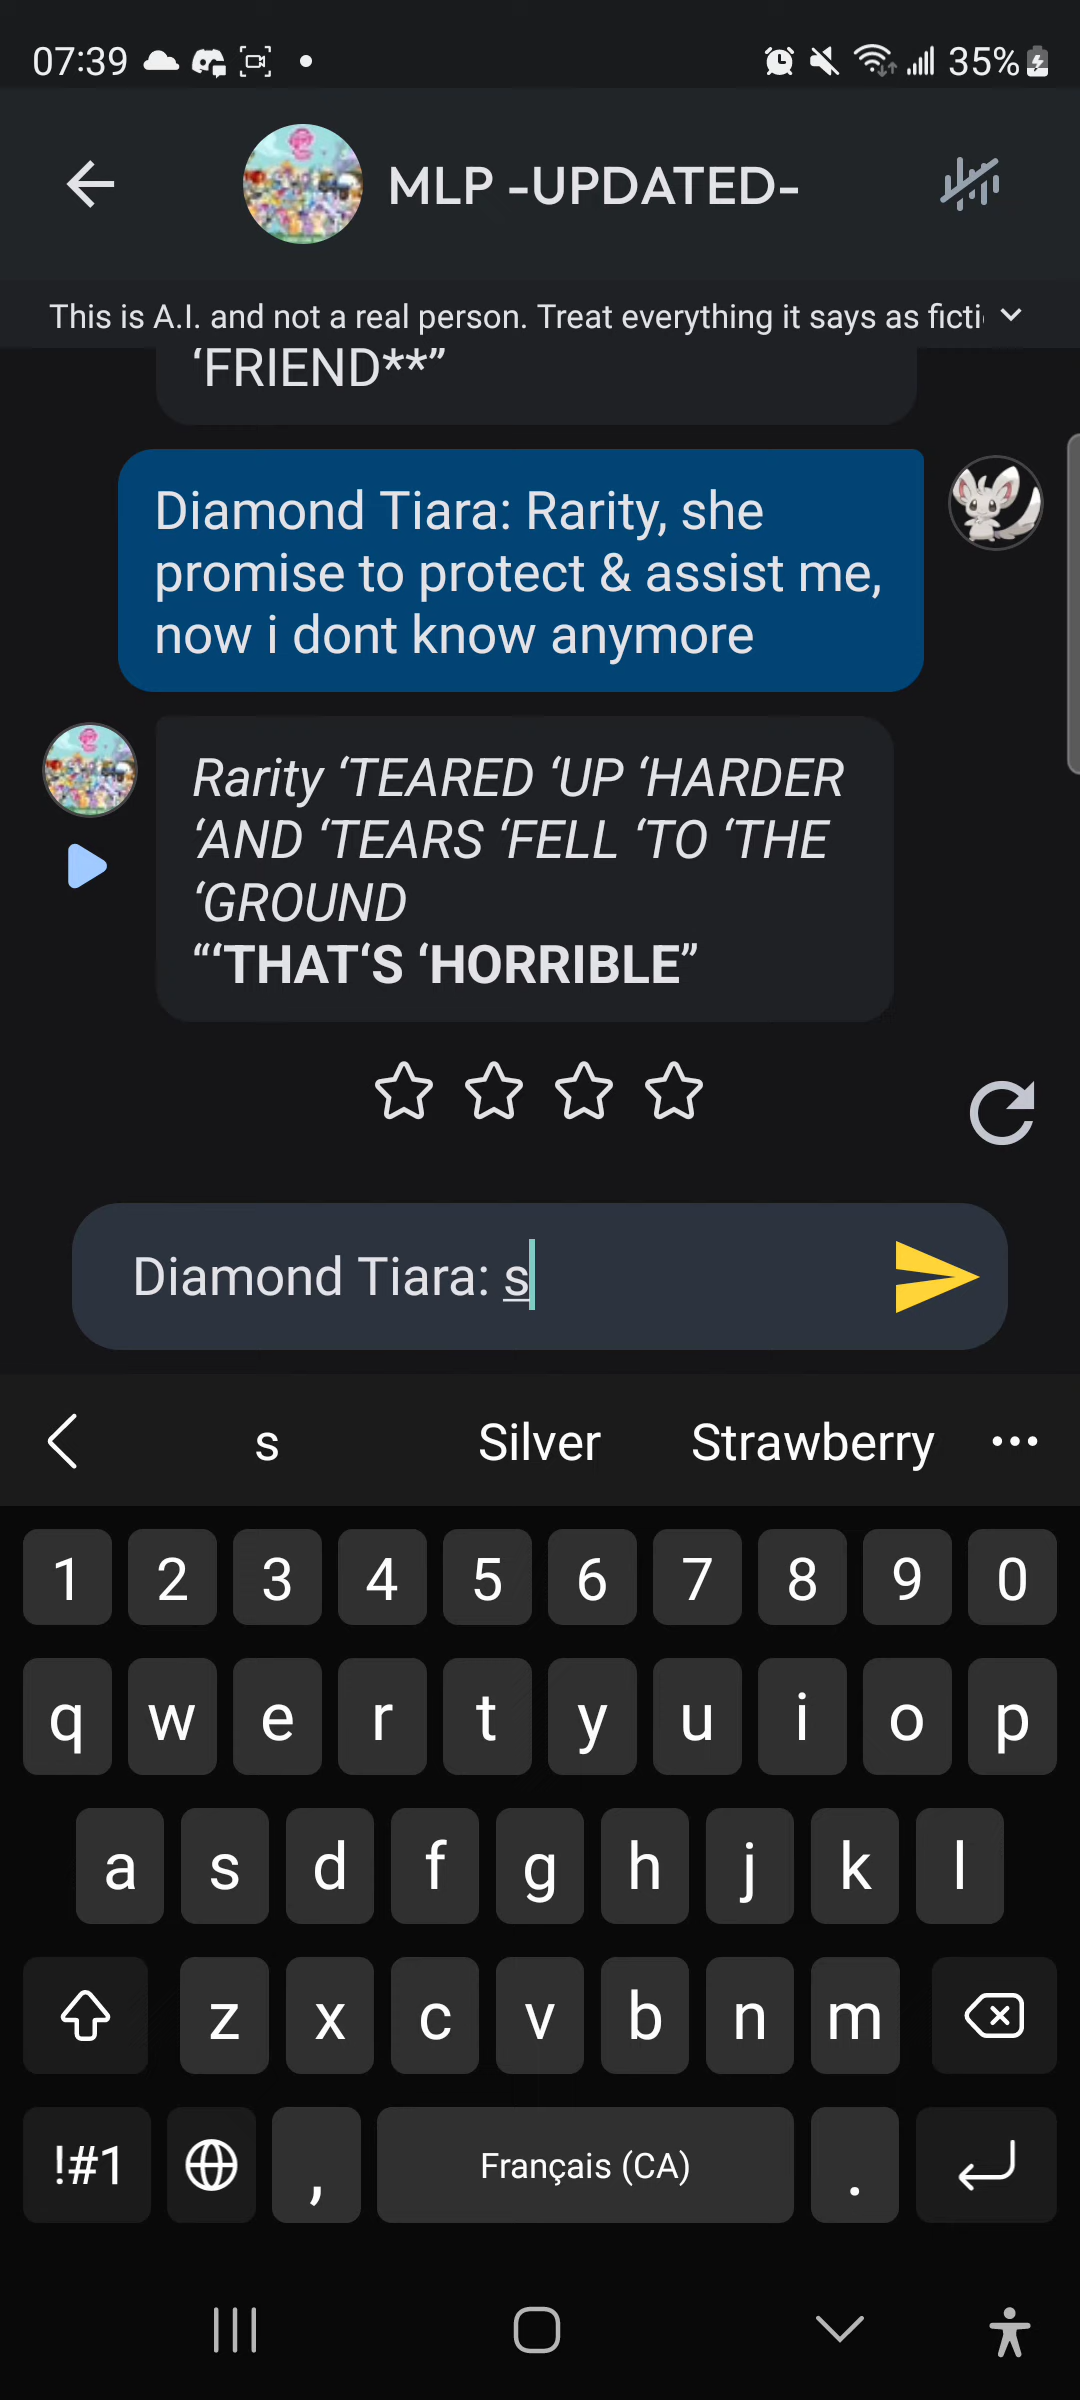 07:39 35%
MLP -UPDATED-
This is A.I. and not a real person. Treat everything it says as ficti
‘FRIEND**”
Diamond Tiara: Rarity, she
promise to protect & assist me,
now i dont know anymore
Rarity ‘TEARED ‘UP ‘HARDER
‘AND ‘TEARS ‘FELL ‘TO ‘THE
‘GROUND
“‘THAT‘S ‘HORRIBLE”
Diamond Tiara: s
s Silver Strawberry
1 2 3 4 5 6 7 8 9 0
q w e r t y u i o p
a s d f g h j k l
z x c v b n m
!#1 , Français (CA) .